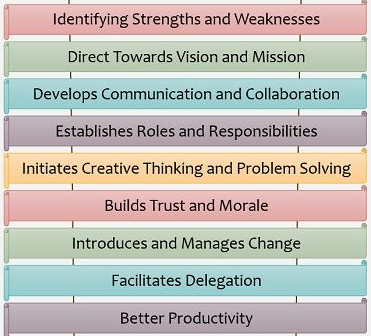 Identifying Strengths and Weaknesses
Direct Towards Vision and Mission
Develops Communication and Collaboration
Establishes Roles and Responsibilities
Initiates Creative Thinking and Problem Solving
Builds Trust and Morale
Introduces and Manages Change
Facilitates Delegation
Better Productivity